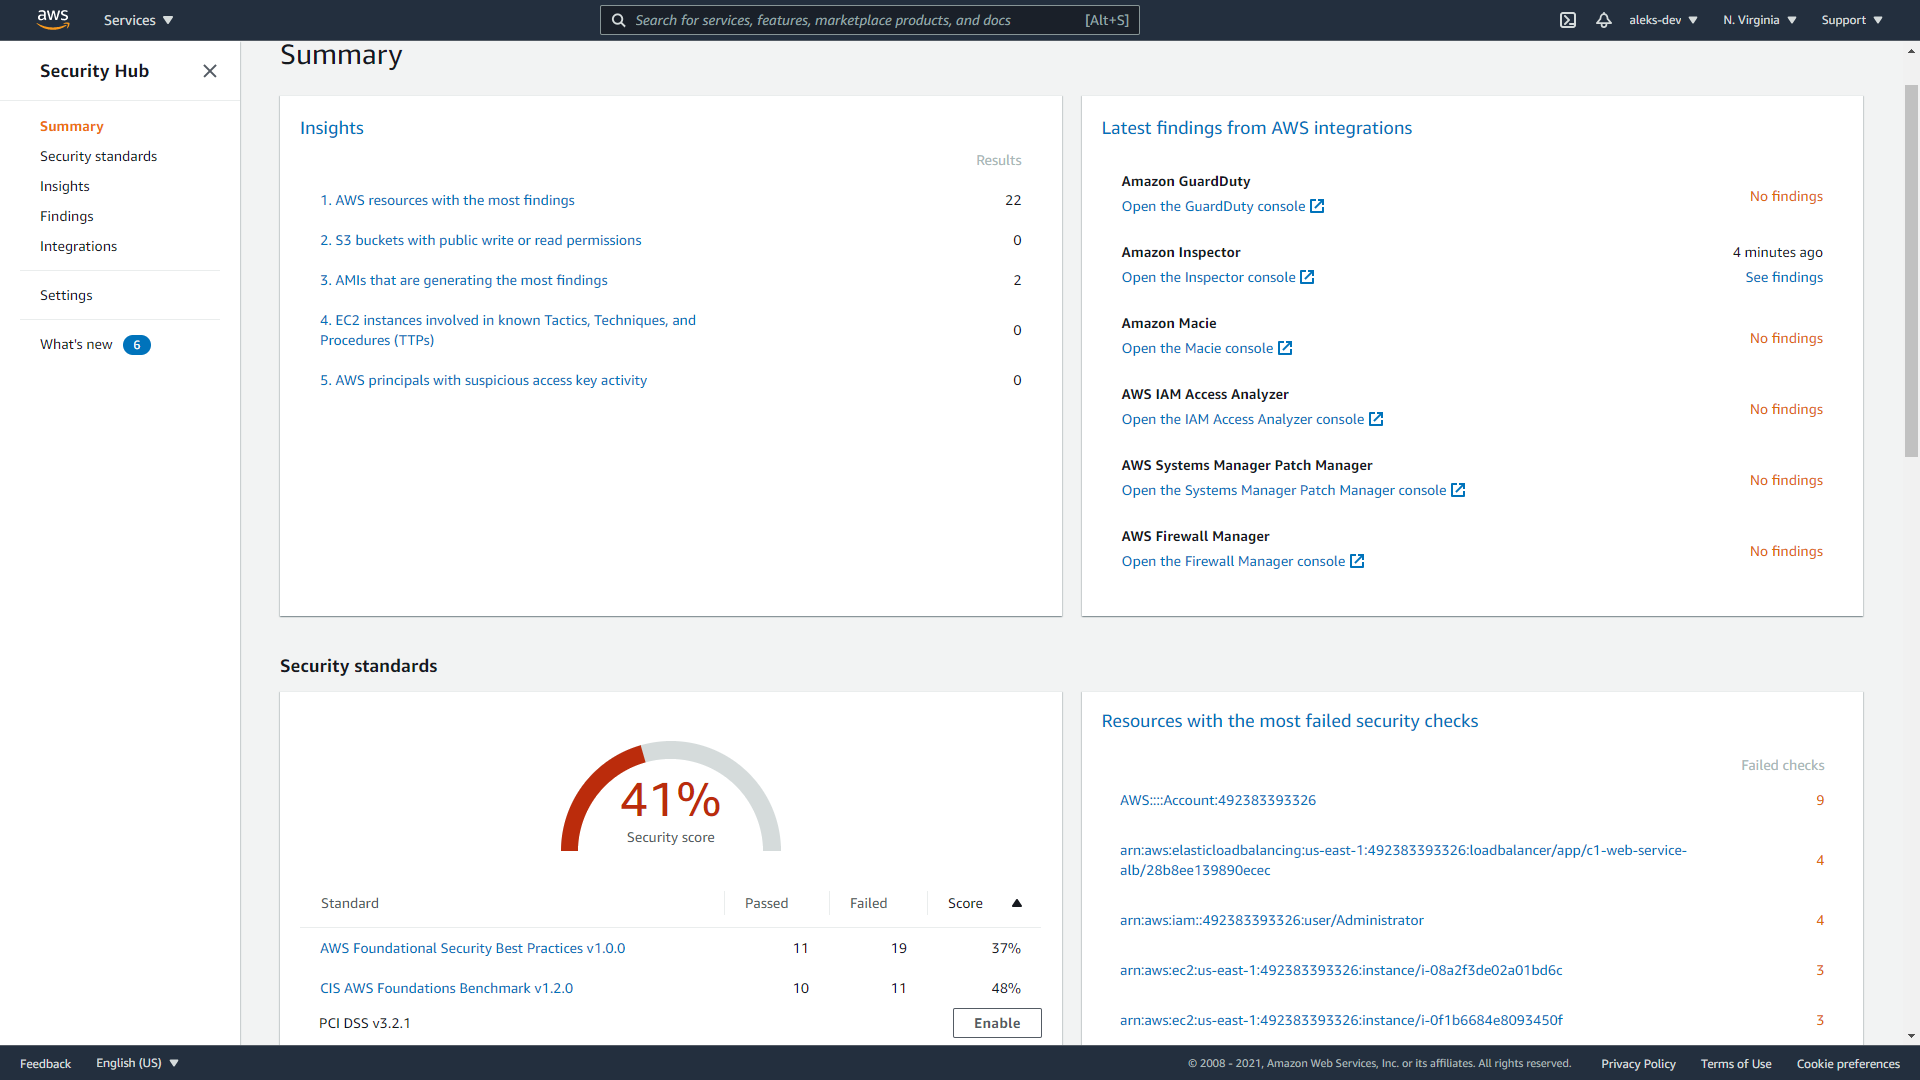 aws
Services
Search for services, features, marketplace products, and docs
[Alt+S]
aleks-dev
N. Virginia
Support
Security Hub
Summary
Security standards
Insights
Findings
Integrations
Settings
What's new
6
Summary
Insights
Results
1. AWS resources with the most findings
22
2. S3 buckets with public write or read permissions
0
3. AMIs that are generating the most findings
2
4. EC2 instances involved in known Tactics, Techniques, and
Procedures (TTPs)
0
5. AWS principals with suspicious access key activity
0
Latest findings from AWS integrations
Amazon GuardDuty
Open the GuardDuty console
No findings
Amazon Inspector
Open the Inspector console
4 minutes ago
See findings
Amazon Macie
Open the Macie console
No findings
AWS IAM Access Analyzer
Open the IAM Access Analyzer console
No findings
AWS Systems Manager Patch Manager
Open the Systems Manager Patch Manager console
No findings
AWS Firewall Manager
Open the Firewall Manager console
No findings
Security standards
41%
Security score
Standard
Passed
Failed
Score
AWS Foundational Security Best Practices v1.0.0
11
19
37%
CIS AWS Foundations Benchmark v1.2.0
10
11
48%
PCI DSS v3.2.1
Enable
Resources with the most failed security checks
Failed checks
AWS::::Account:492383393326
9
arn:aws:elasticloadbalancing:us-east-1:492383393326:loadbalancer/app/c1-web-service-
alb/28b8ee139890ecec
4
arn:aws:iam::492383393326:user/Administrator
4
arn:aws:ec2:us-east-1:492383393326:instance/i-08a2f3de02a01bd6c
3
arn:aws:ec2:us-east-1:492383393326:instance/i-0f1b6684e8093450f
3
Feedback
English (US)
© 2008 - 2021, Amazon Web Services, Inc. or its affiliates. All rights reserved.
Privacy Policy
Terms of Use
Cookie preferences